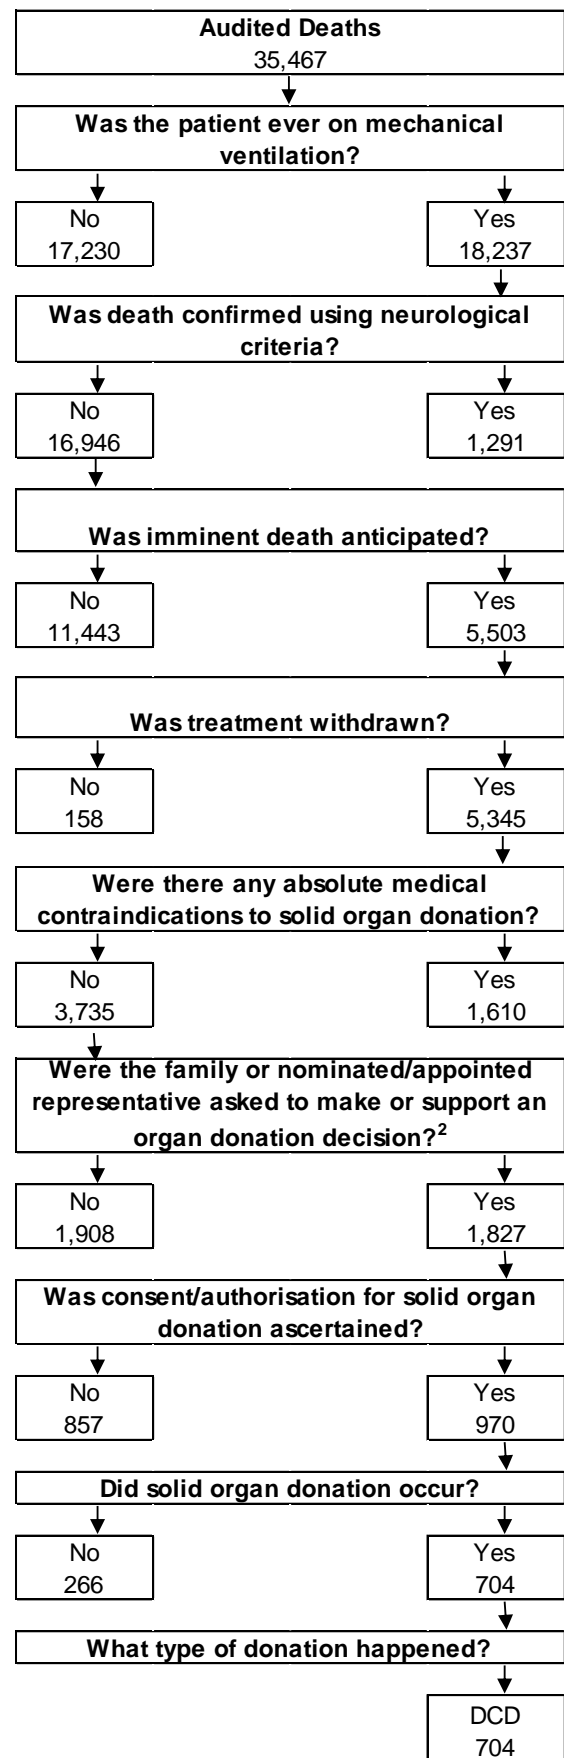 Audited Deaths
35,467
Was the patient ever on mechanical
ventilation?
No
17,230
Yes
18,237
Was death confirmed using neurological
criteria?
No
16,946
Yes
1,291
Was imminent death anticipated?
No
11,443
Yes
5,503
Was treatment withdrawn?
No
158
Yes
5,345
Were there any absolute medical
contraindications to solid organ donation?
No
3,735
Yes
1,610
Were the family or nominated/appointed
representative asked to make or support an
organ donation decision?²
No
1,908
Yes
1,827
Was consent/authorisation for solid organ
donation ascertained?
No
857
Yes
970
Did solid organ donation occur?
No
266
Yes
704
What type of donation happened?
DCD
704